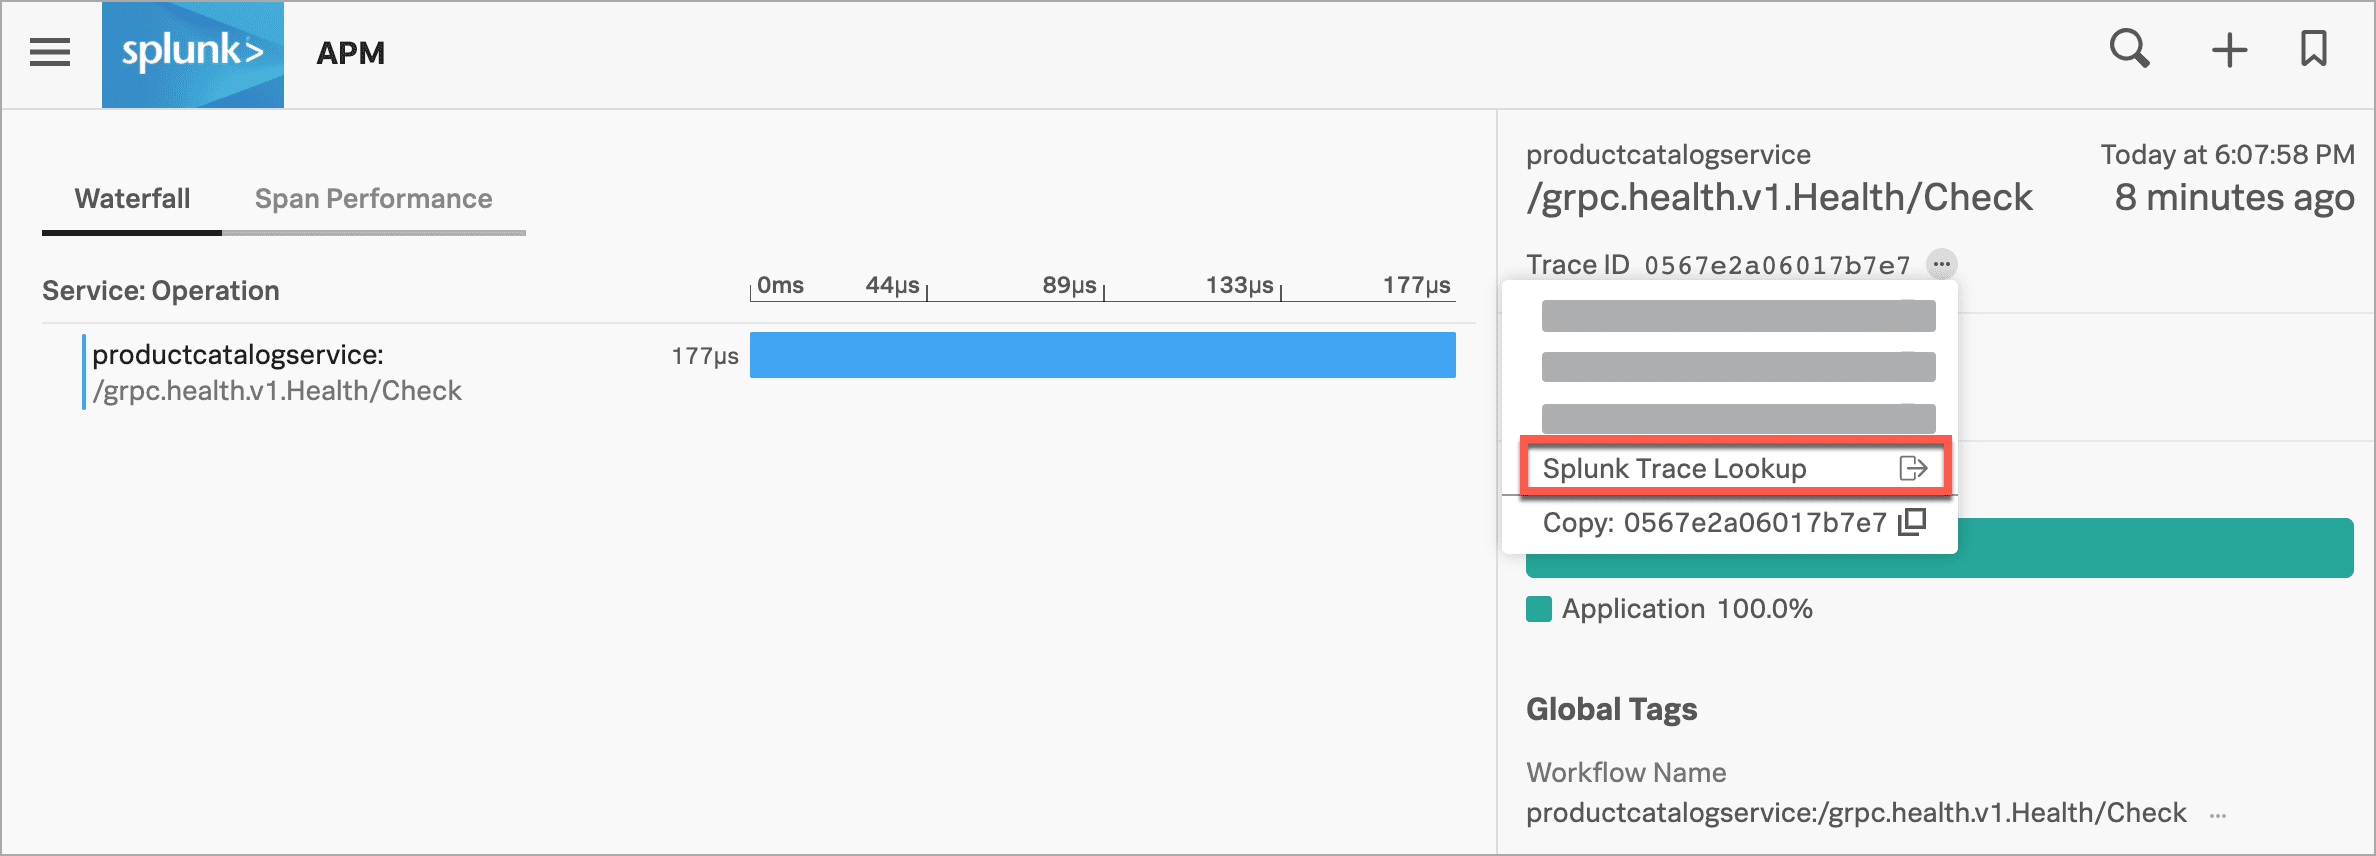 splunk> APM
Waterfall Span Performance
Service: Operation
0ms 44µs 89µs 133µs 177µs
productcatalogservice: 177µs
/grpc.health.v1.Health/Check
productcatalogservice Today at 6:07:58 PM
/grpc.health.v1.Health/Check 8 minutes ago
Trace ID 0567e2a06017b7e7
Splunk Trace Lookup
Copy: 0567e2a06017b7e7
Application 100.0%
Global Tags
Workflow Name
productcatalogservice:/grpc.health.v1.Health/Check ...